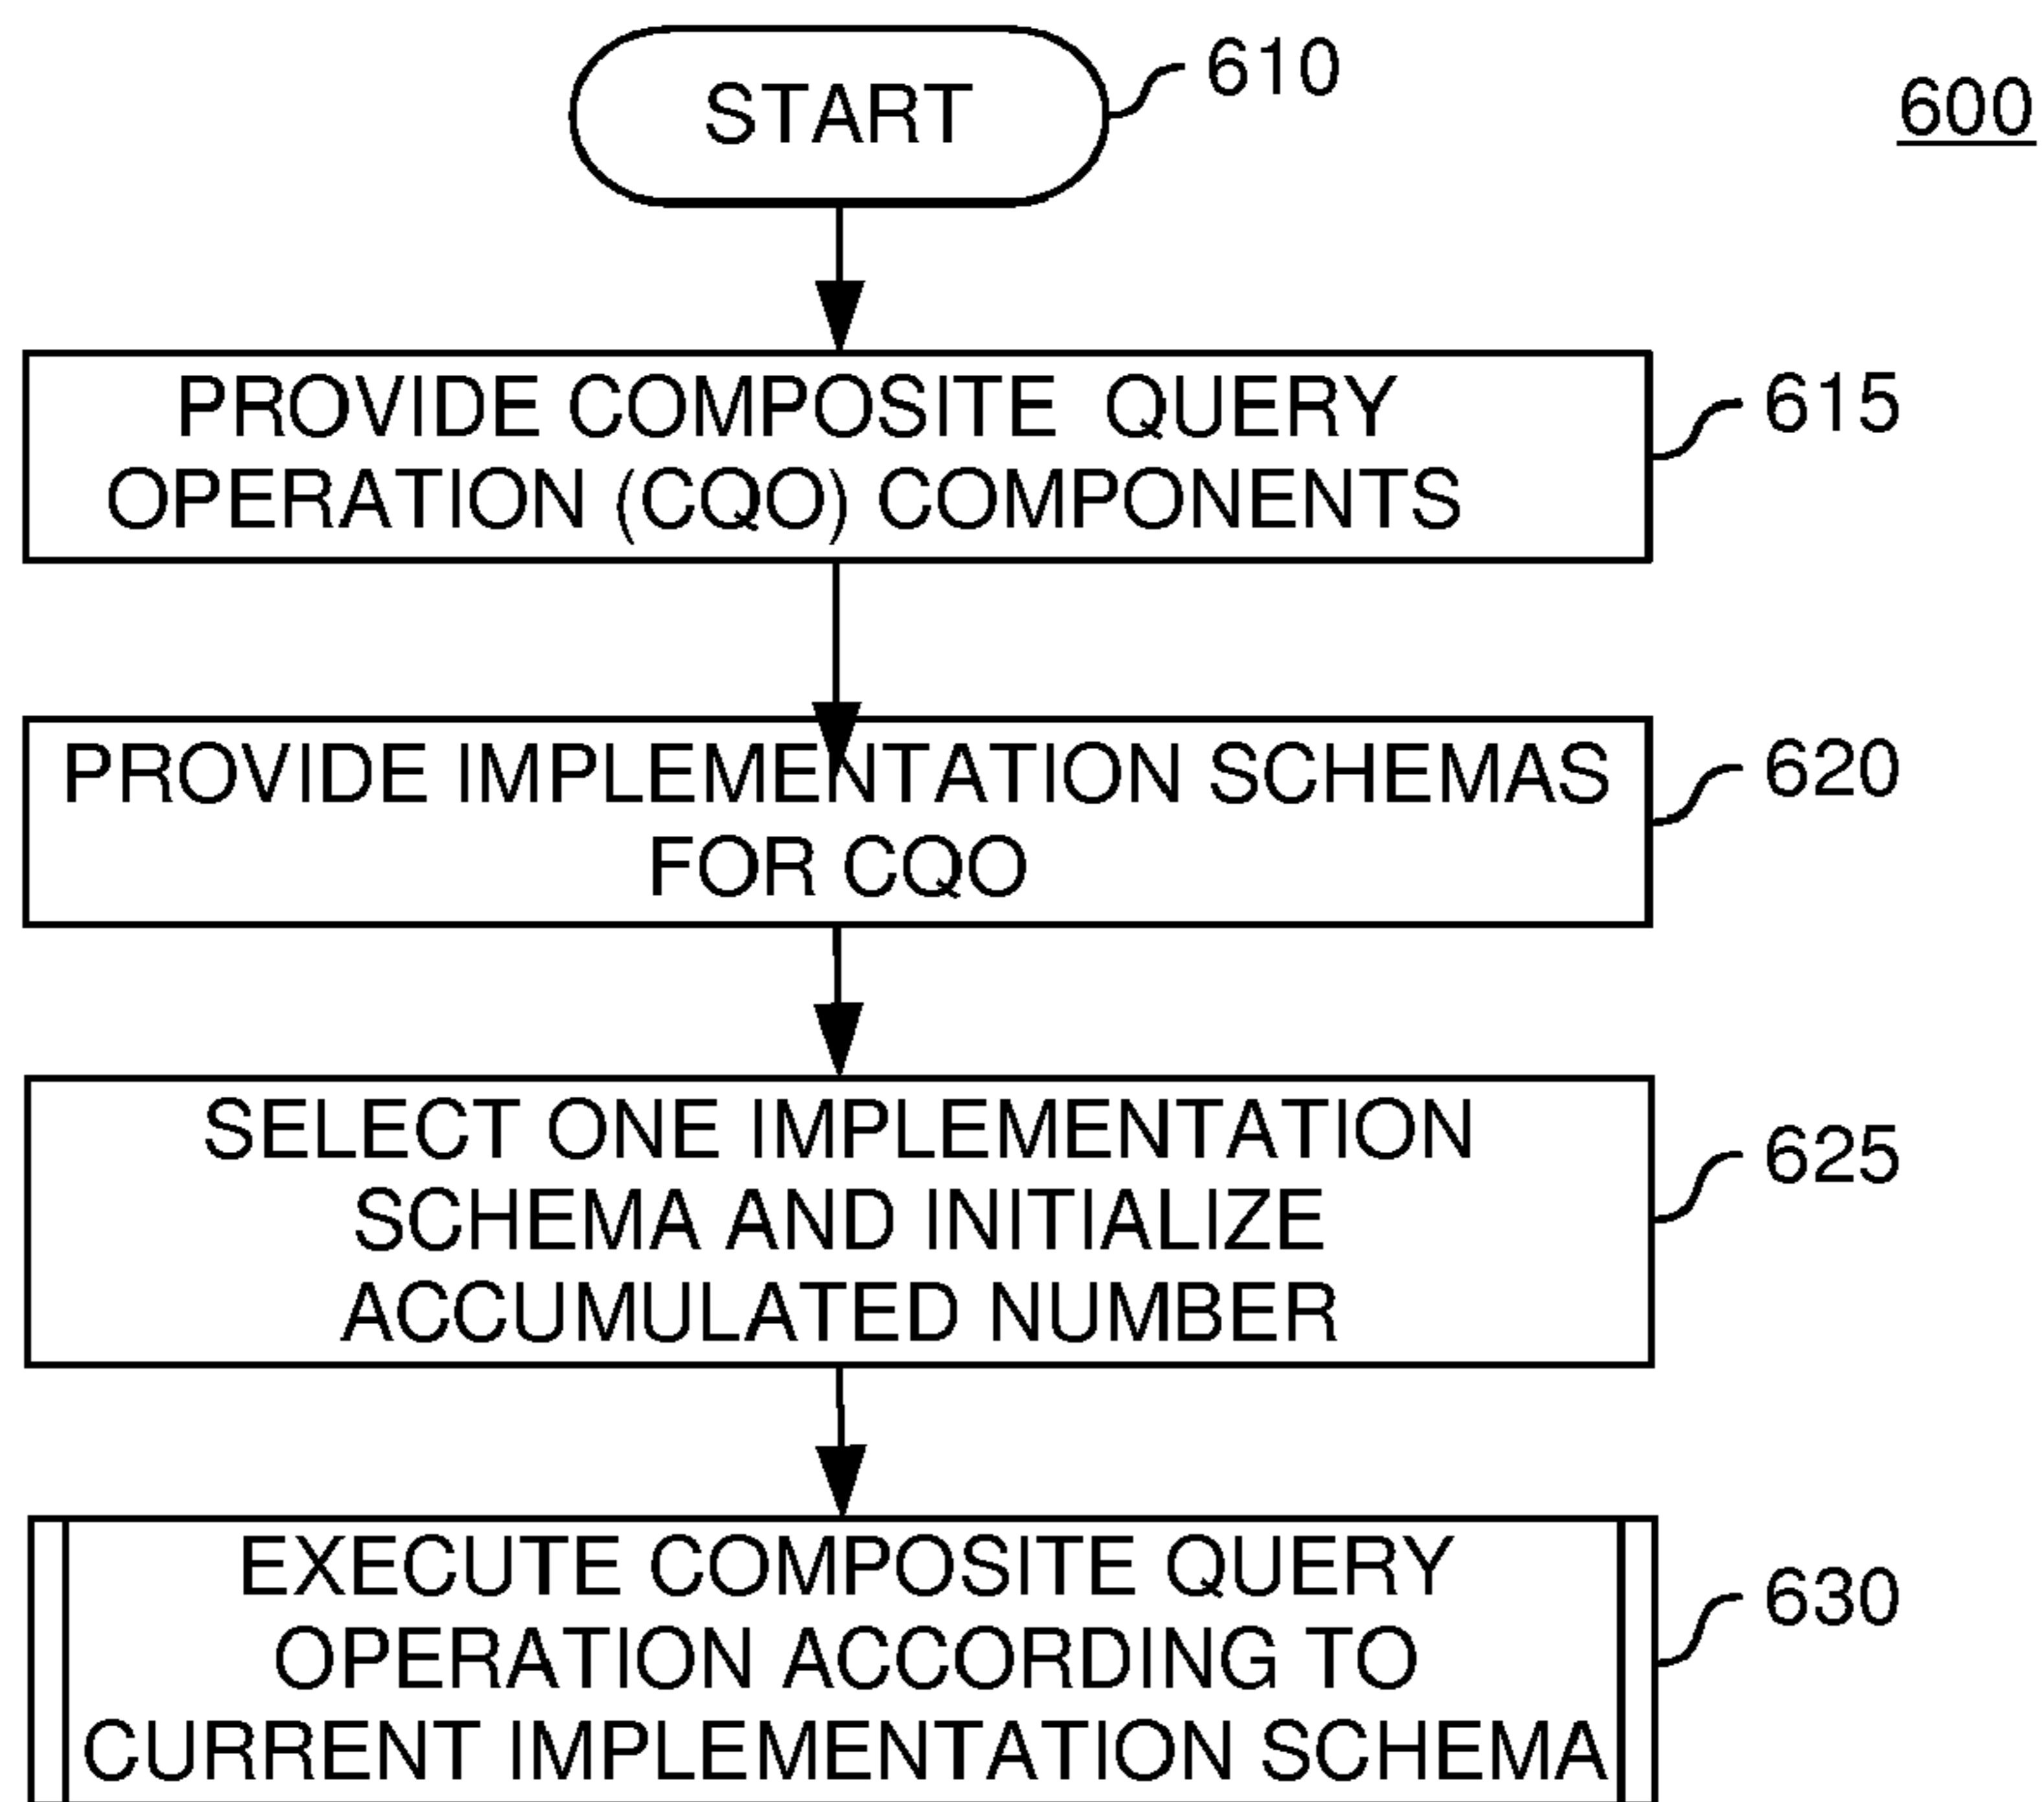 START
610
600
PROVIDE COMPOSITE QUERY
OPERATION (CQO) COMPONENTS
615
PROVIDE IMPLEMENTATION SCHEMAS
FOR CQO
620
SELECT ONE IMPLEMENTATION
SCHEMA AND INITIALIZE
ACCUMULATED NUMBER
625
EXECUTE COMPOSITE QUERY
OPERATION ACCORDING TO
CURRENT IMPLEMENTATION SCHEMA
630